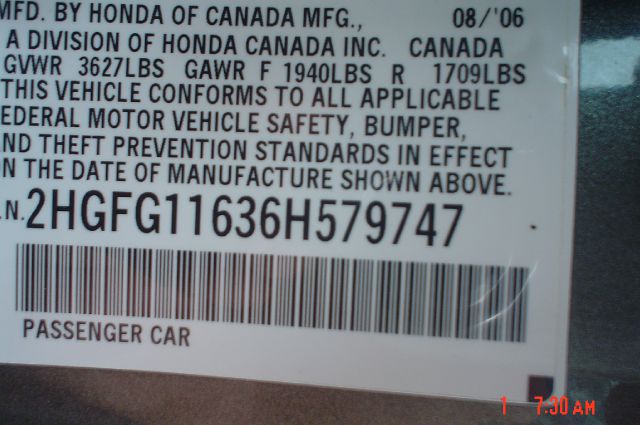 MFD. BY HONDA OF CANADA MFG., 08/'06
A DIVISION OF HONDA CANADA INC. CANADA
GVWR 3627LBS GAWR F 1940LBS R 1709LBS
THIS VEHICLE CONFORMS TO ALL APPLICABLE
EDERAL MOTOR VEHICLE SAFETY, BUMPER,
ND THEFT PREVENTION STANDARDS IN EFFECT
N THE DATE OF MANUFACTURE SHOWN ABOVE.
.N. 2HGFG11636H579747
PASSENGER CAR
1 7:30 AM